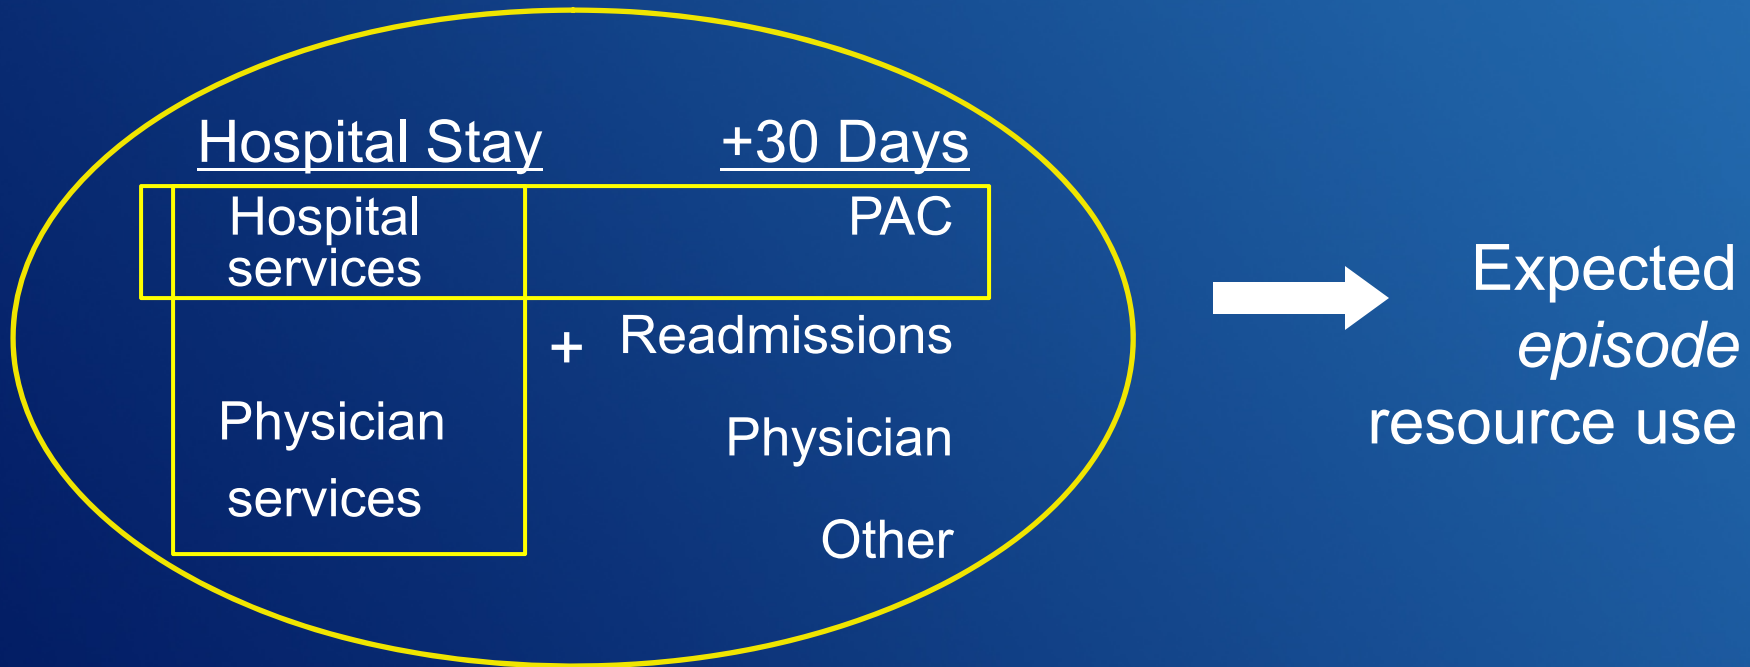 Hospital Stay
+30 Days
Hospital
services
PAC
+
Readmissions
Physician
services
Physician
Other
Expected
episode
resource use